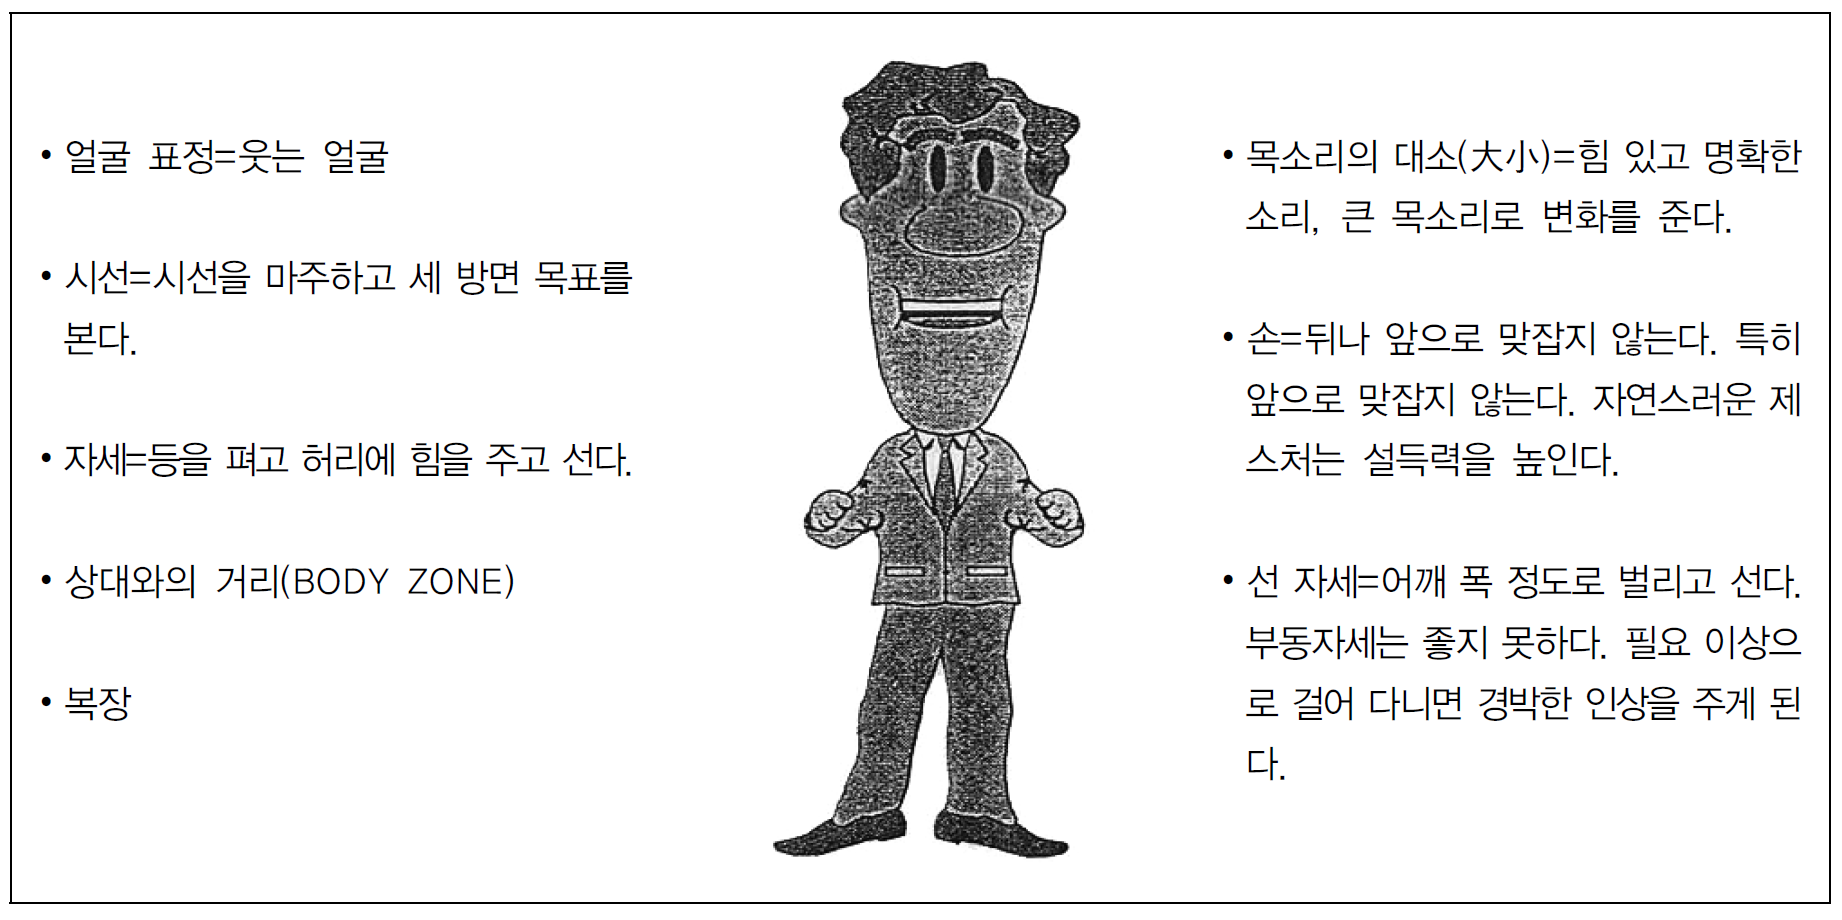 • 얼굴 표정=웃는 얼굴
• 시선=시선을 마주하고 세 방면 목표를
본다.
• 자세=등을 펴고 허리에 힘을 주고 선다.
• 상대와의 거리(BODY ZONE)
• 복장
• 목소리의 대소(大小)=힘 있고 명확한
소리, 큰 목소리로 변화를 준다.
• 손=뒤나 앞으로 맞잡지 않는다. 특히
앞으로 맞잡지 않는다. 자연스러운 제
스처는 설득력을 높인다.
• 선 자세=어깨 폭 정도로 벌리고 선다.
부동자세는 좋지 못하다. 필요 이상으
로 걸어 다니면 경박한 인상을 주게 된
다.